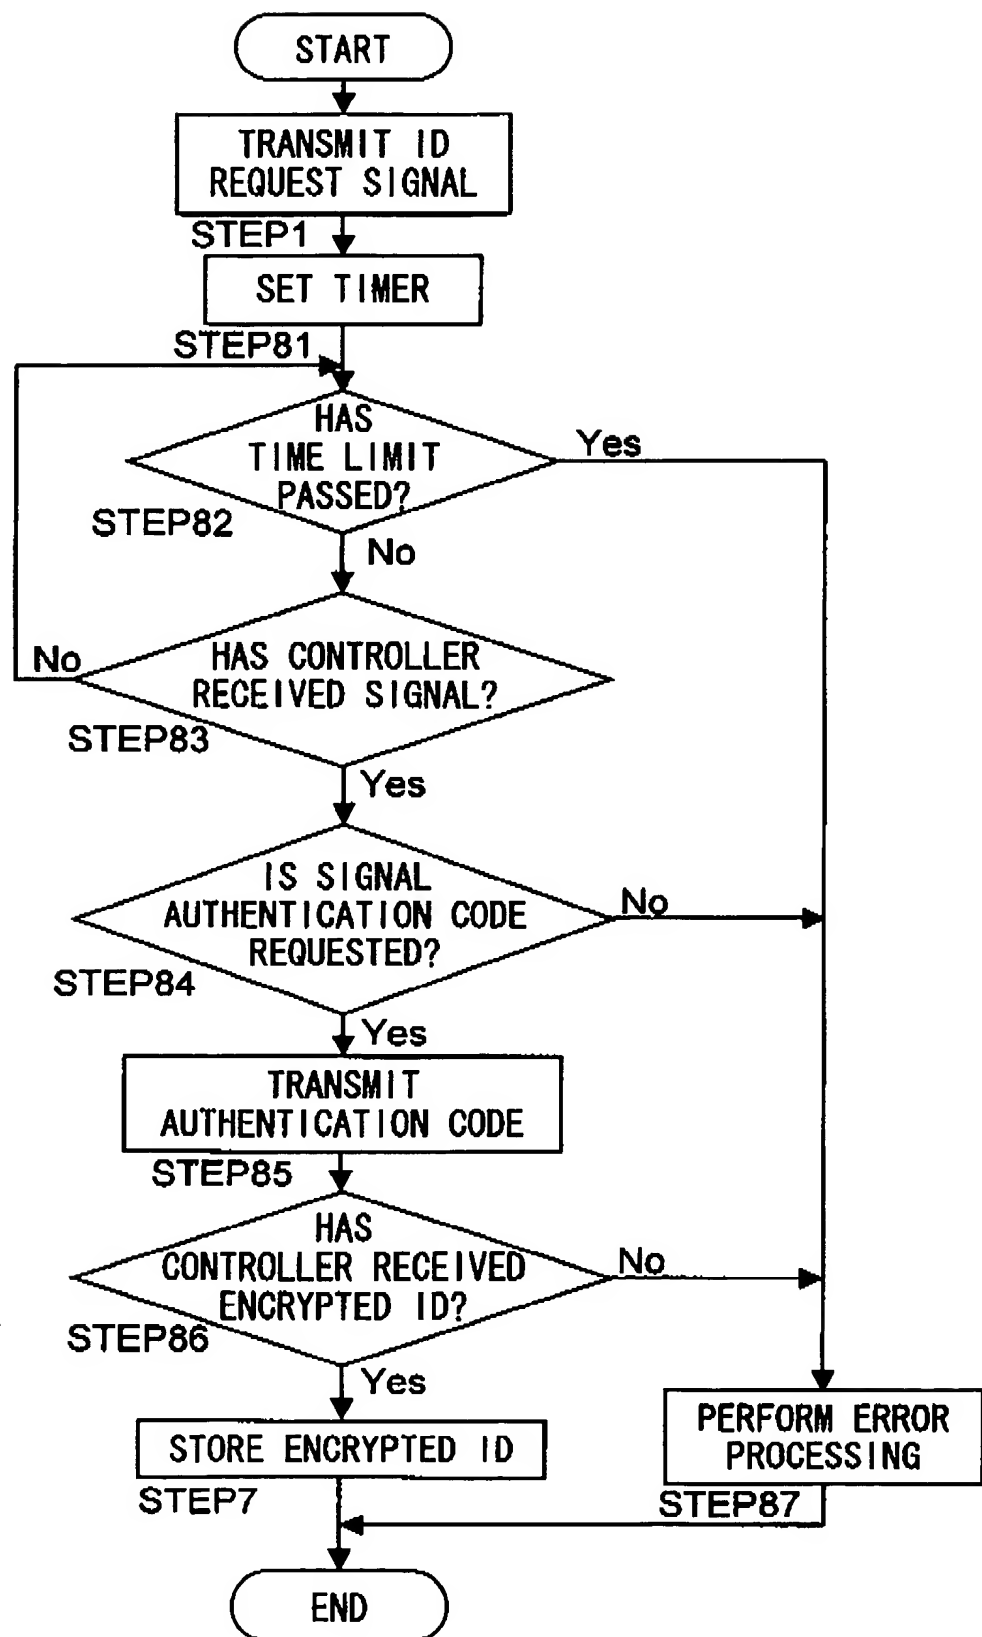 START
TRANSMIT ID
REQUEST SIGNAL
STEP1
SET TIMER
STEP81
HAS
TIME LIMIT
PASSED?
Yes
STEP82
No
HAS CONTROLLER
RECEIVED SIGNAL?
No
STEP83
Yes
IS SIGNAL
AUTHENTICATION CODE
REQUESTED?
No
STEP84
Yes
TRANSMIT
AUTHENTICATION CODE
STEP85
HAS
CONTROLLER RECEIVED
ENCRYPTED ID?
No
STEP86
Yes
STORE ENCRYPTED ID
STEP7
PERFORM ERROR
PROCESSING
STEP87
END